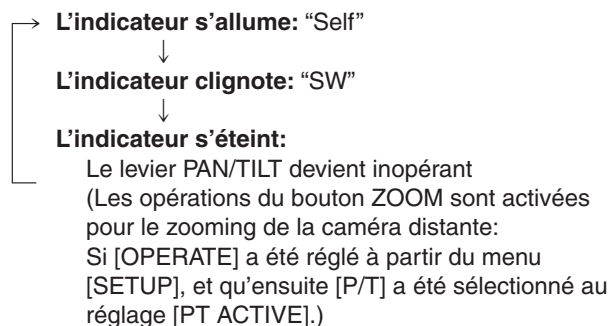 L’indicateur s’allume: “Self”
L’indicateur clignote: “SW”
L’indicateur s’éteint:
Le levier PAN/TILT devient inopérant
(Les opérations du bouton ZOOM sont activées
pour le zooming de la caméra distante:
Si [OPERATE] a été réglé à partir du menu
[SETUP], et qu’ensuite [P/T] a été sélectionné au
réglage [PT ACTIVE].)